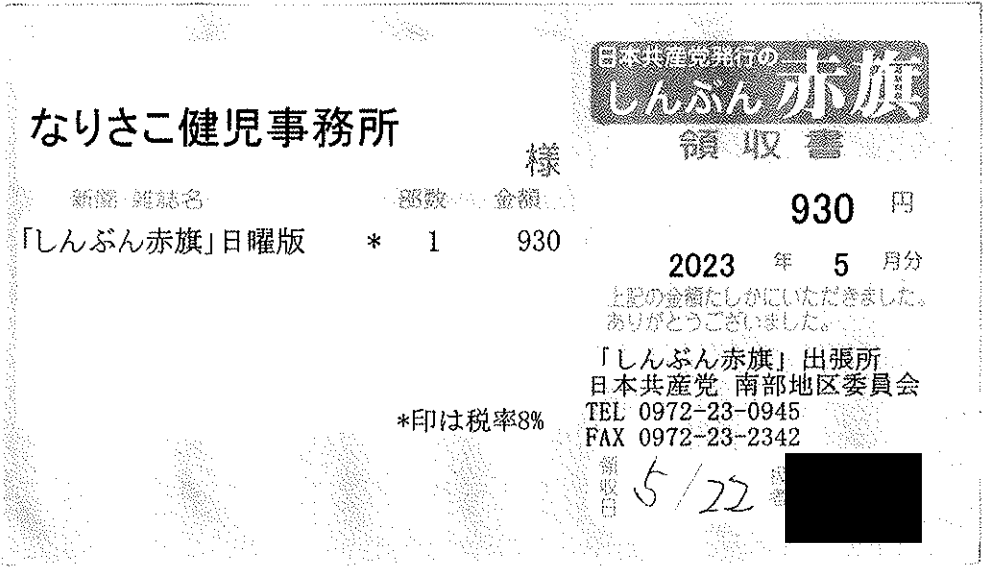 なりさこ健児事務所
様
新聞・雑誌名 部数 金額
「しんぶん赤旗」日曜版 * 1 930
*印は税率8%
日本共産党発行の
しんぶん赤旗
領収書
930 円
2023 年 5 月分
上記の金額たしかにいただきました。
ありがとうございました。
「しんぶん赤旗」出張所
日本共産党 南部地区委員会
TEL 0972-23-0945
FAX 0972-23-2342
領収日 5/22